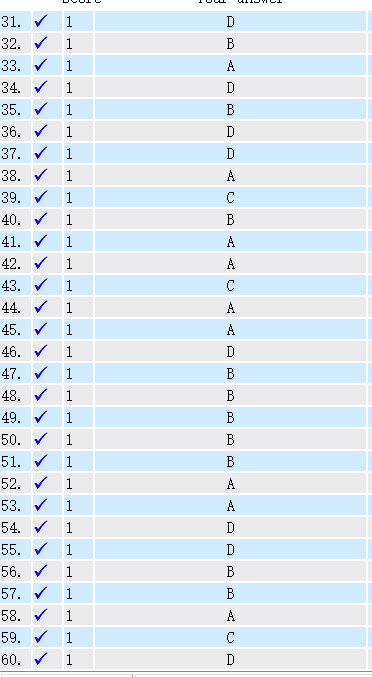 Score Your answer
31. ✓ 1 D
32. ✓ 1 B
33. ✓ 1 A
34. ✓ 1 D
35. ✓ 1 B
36. ✓ 1 D
37. ✓ 1 D
38. ✓ 1 A
39. ✓ 1 C
40. ✓ 1 B
41. ✓ 1 A
42. ✓ 1 A
43. ✓ 1 C
44. ✓ 1 A
45. ✓ 1 A
46. ✓ 1 D
47. ✓ 1 B
48. ✓ 1 B
49. ✓ 1 B
50. ✓ 1 B
51. ✓ 1 B
52. ✓ 1 A
53. ✓ 1 A
54. ✓ 1 D
55. ✓ 1 D
56. ✓ 1 B
57. ✓ 1 B
58. ✓ 1 A
59. ✓ 1 C
60. ✓ 1 D